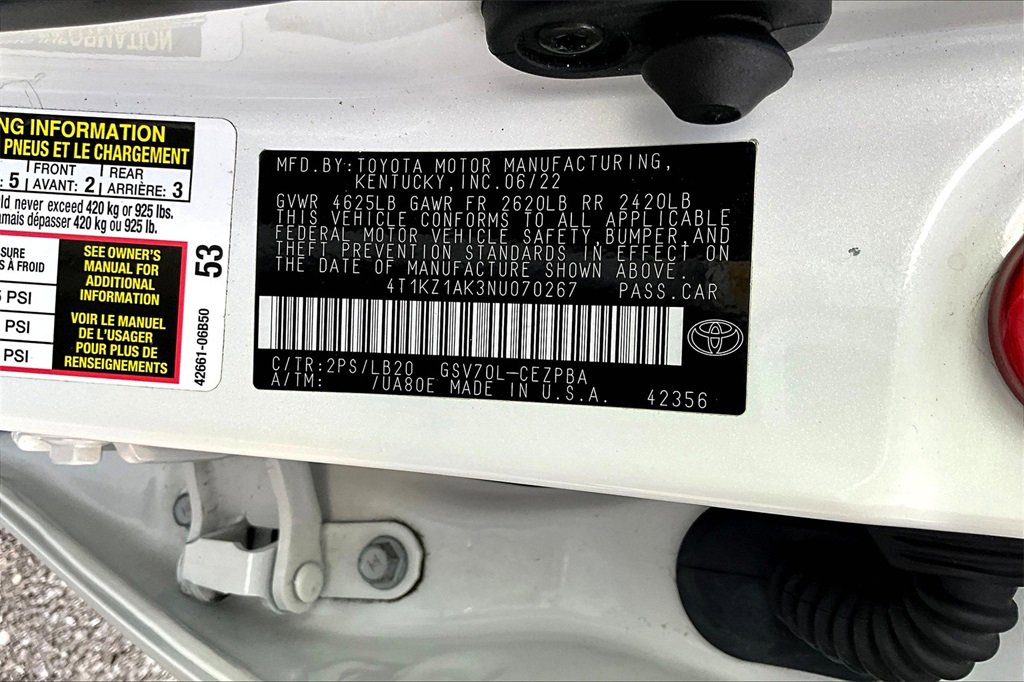 NG INFORMATION
PNEUS ET LE CHARGEMENT
5 FRONT AVANT: 2 REAR ARRIÈRE: 3
never exceed 420 kg or 925 lbs.
dépasser 420 kg ou 925 lb.
À FROID
PSI
PSI
PSI
SEE OWNER'S
MANUAL FOR
ADDITIONAL
INFORMATION
VOIR LE MANUEL
DE L'USAGER
POUR PLUS DE
RENSEIGNEMENTS
53
42661-06B50
MFD.BY:TOYOTA MOTOR MANUFACTURING,
KENTUCKY,INC.06/22
GVWR 4625LB GAWR FR 2620LB RR 2420LB
THIS VEHICLE CONFORMS TO ALL APPLICABLE
FEDERAL MOTOR VEHICLE SAFETY,BUMPER,AND
THEFT PREVENTION STANDARDS IN EFFECT ON
THE DATE OF MANUFACTURE SHOWN ABOVE.
4T1KZ1AK3NU070267 PASS.CAR
C/TR:2PS/LB20 GSV70L-CEZPBA
A/TM: /UA80E MADE IN U.S.A. 42356